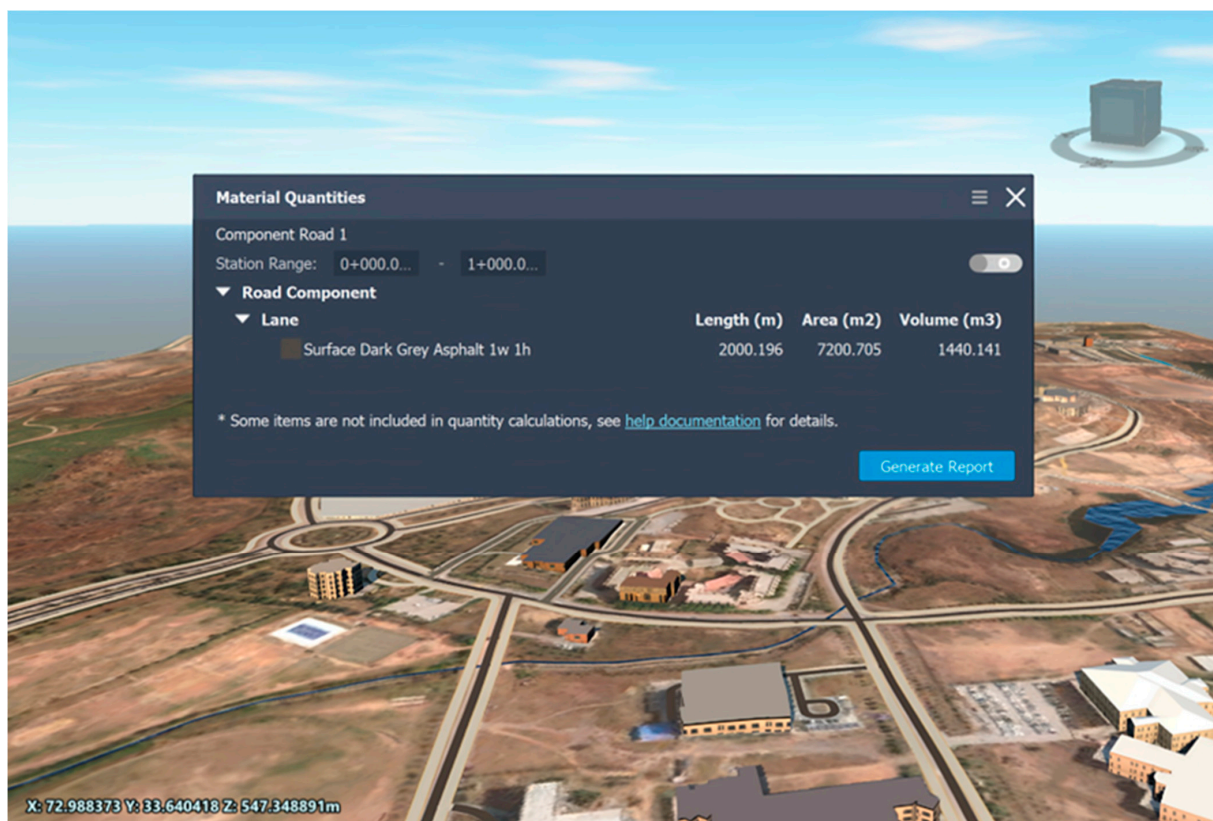 Material Quantities
Component Road 1
Station Range: 0+000.0... - 1+000.0...
Road Component
Lane Length (m) Area (m2) Volume (m3)
Surface Dark Grey Asphalt 1w 1h 2000.196 7200.705 1440.141
* Some items are not included in quantity calculations, see help documentation for details.
Generate Report
X: 72.988373 Y: 33.640418 Z: 547.348891m